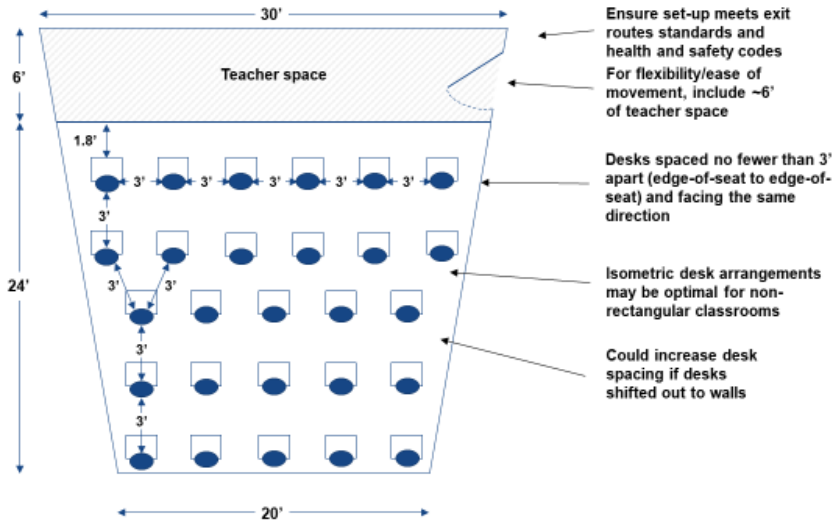 30'
Ensure set-up meets exit
routes standards and
health and safety codes
6'
Teacher space
For flexibility/ease of
movement, include ~6'
of teacher space
1.8'
Desks spaced no fewer than 3'
apart (edge-of-seat to edge-of-
seat) and facing the same
direction
3' 3' 3' 3' 3'
3'
24'
3' 3'
Isometric desk arrangements
may be optimal for non-
rectangular classrooms
3'
Could increase desk
spacing if desks
shifted out to walls
3'
20'